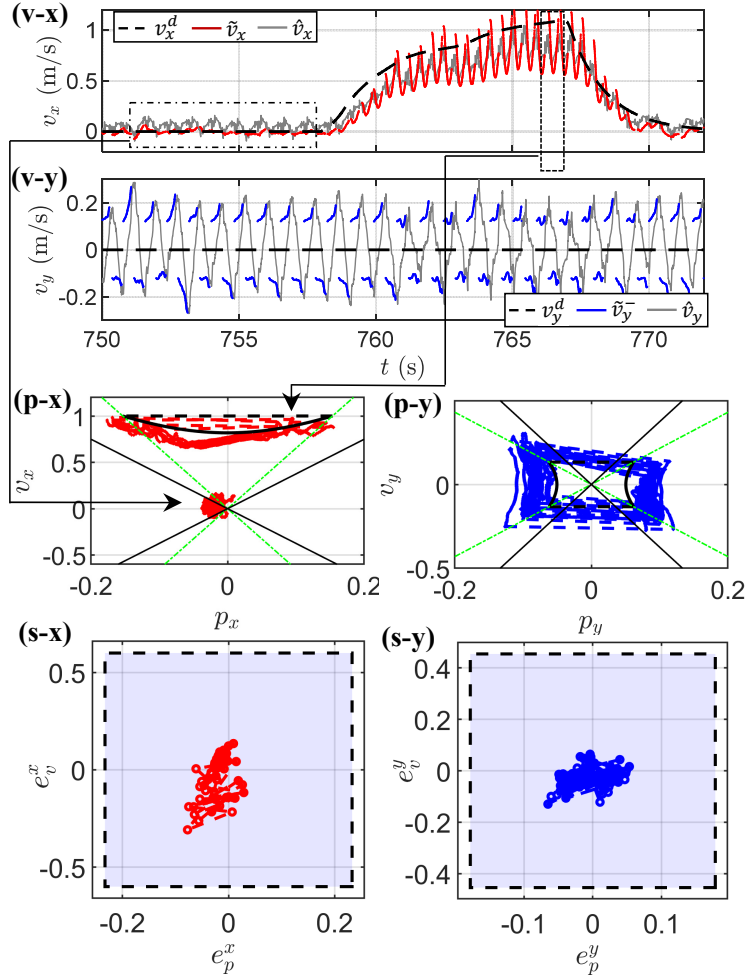 (v-x)
v_x^d ṽ_x v̂_x
1
0.5
0
v_x (m/s)
(v-y)
0.2
0
-0.2
v_y (m/s)
v_y^d ṽ_y^- v̂_y
750 755 760 765 770
t (s)
(p-x)
1
0.5
0
-0.5
v_x
-0.2 0 0.2
p_x
(p-y)
0.5
0
-0.5
v_y
-0.2 0 0.2
p_y
(s-x)
0.5
0
-0.5
e_v^x
-0.2 0 0.2
e_p^x
(s-y)
0.4
0.2
0
-0.2
-0.4
e_v^y
-0.1 0 0.1
e_p^y